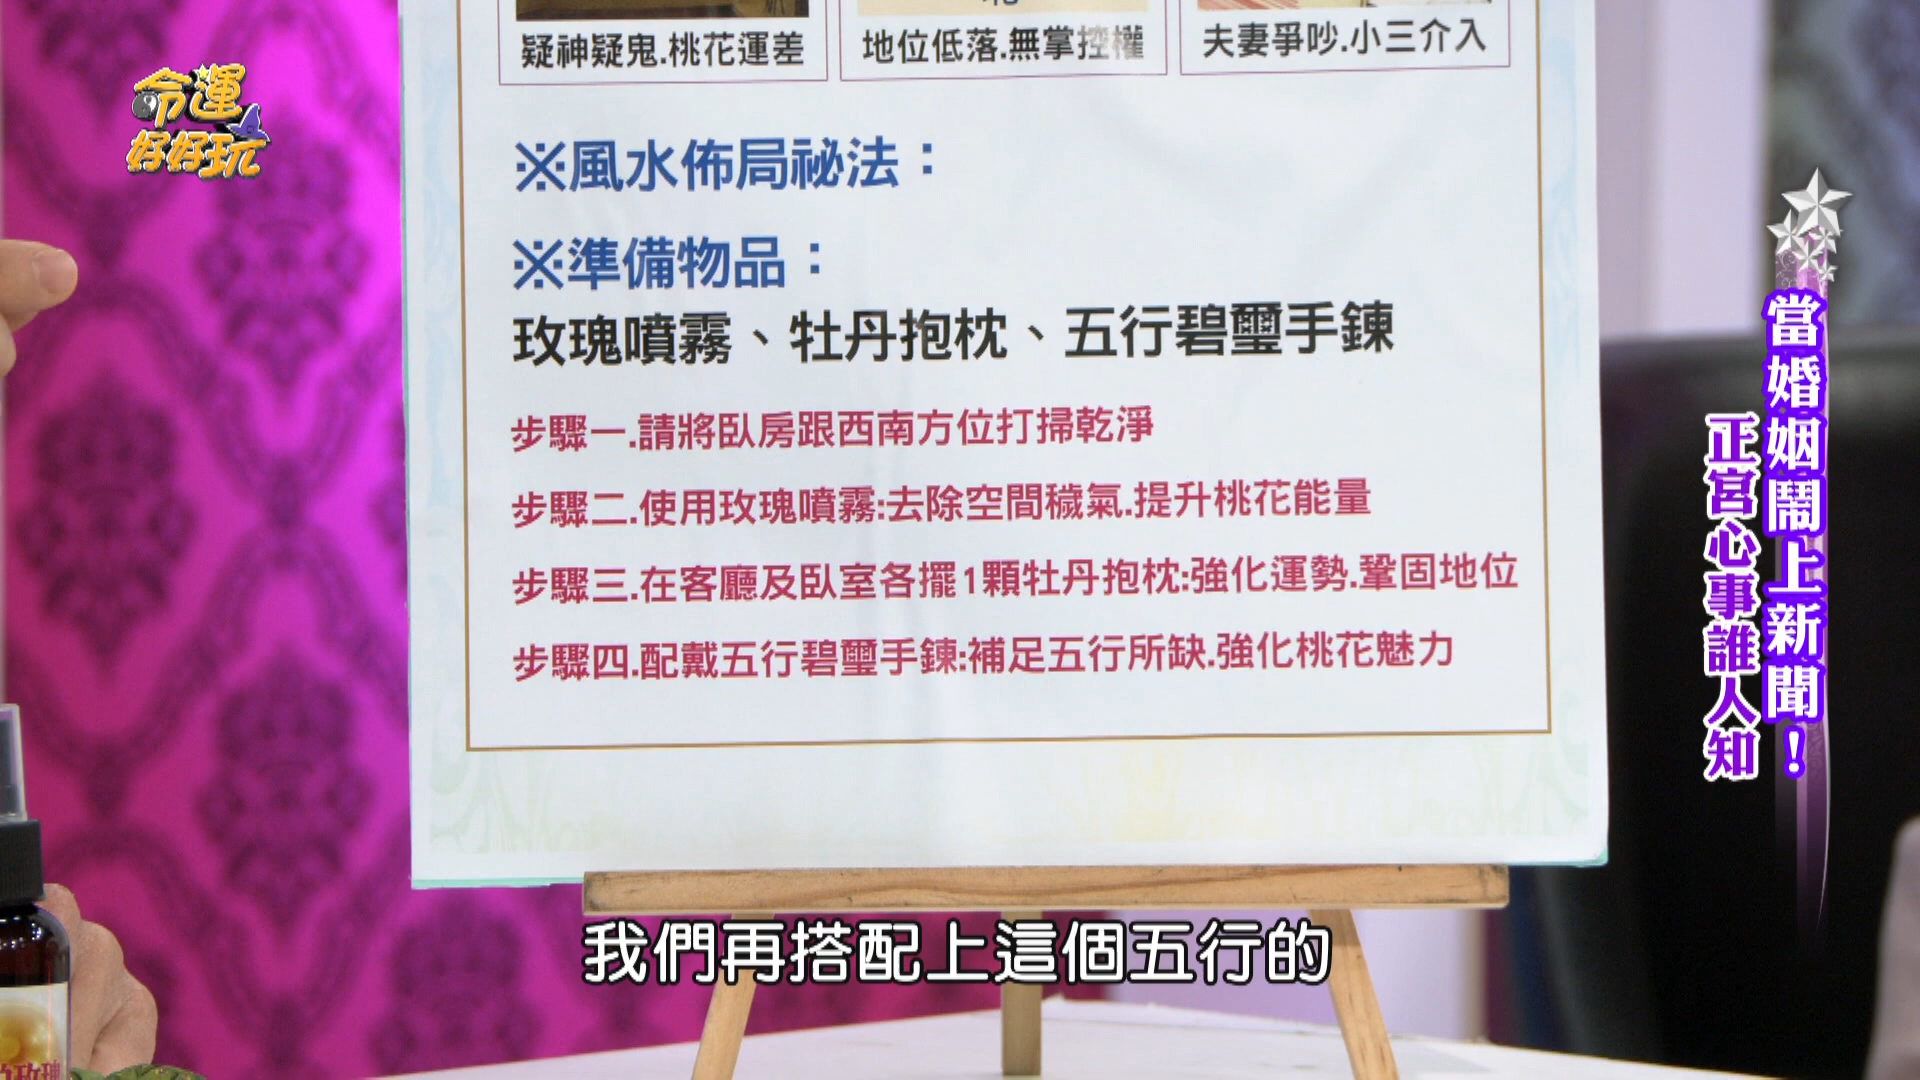 命運
好好玩
疑神疑鬼.桃花運差
地位低落.無掌控權
夫妻爭吵.小三介入
※風水佈局祕法：
※準備物品：
玫瑰噴霧、牡丹抱枕、五行碧璽手鍊
步驟一.請將臥房跟西南方位打掃乾淨
步驟二.使用玫瑰噴霧:去除空間穢氣.提升桃花能量
步驟三.在客廳及臥室各擺1顆牡丹抱枕:強化運勢.鞏固地位
步驟四.配戴五行碧璽手鍊:補足五行所缺.強化桃花魅力
當婚姻鬧上新聞！
正宮心事誰人知
我們再搭配上這個五行的
玫瑰